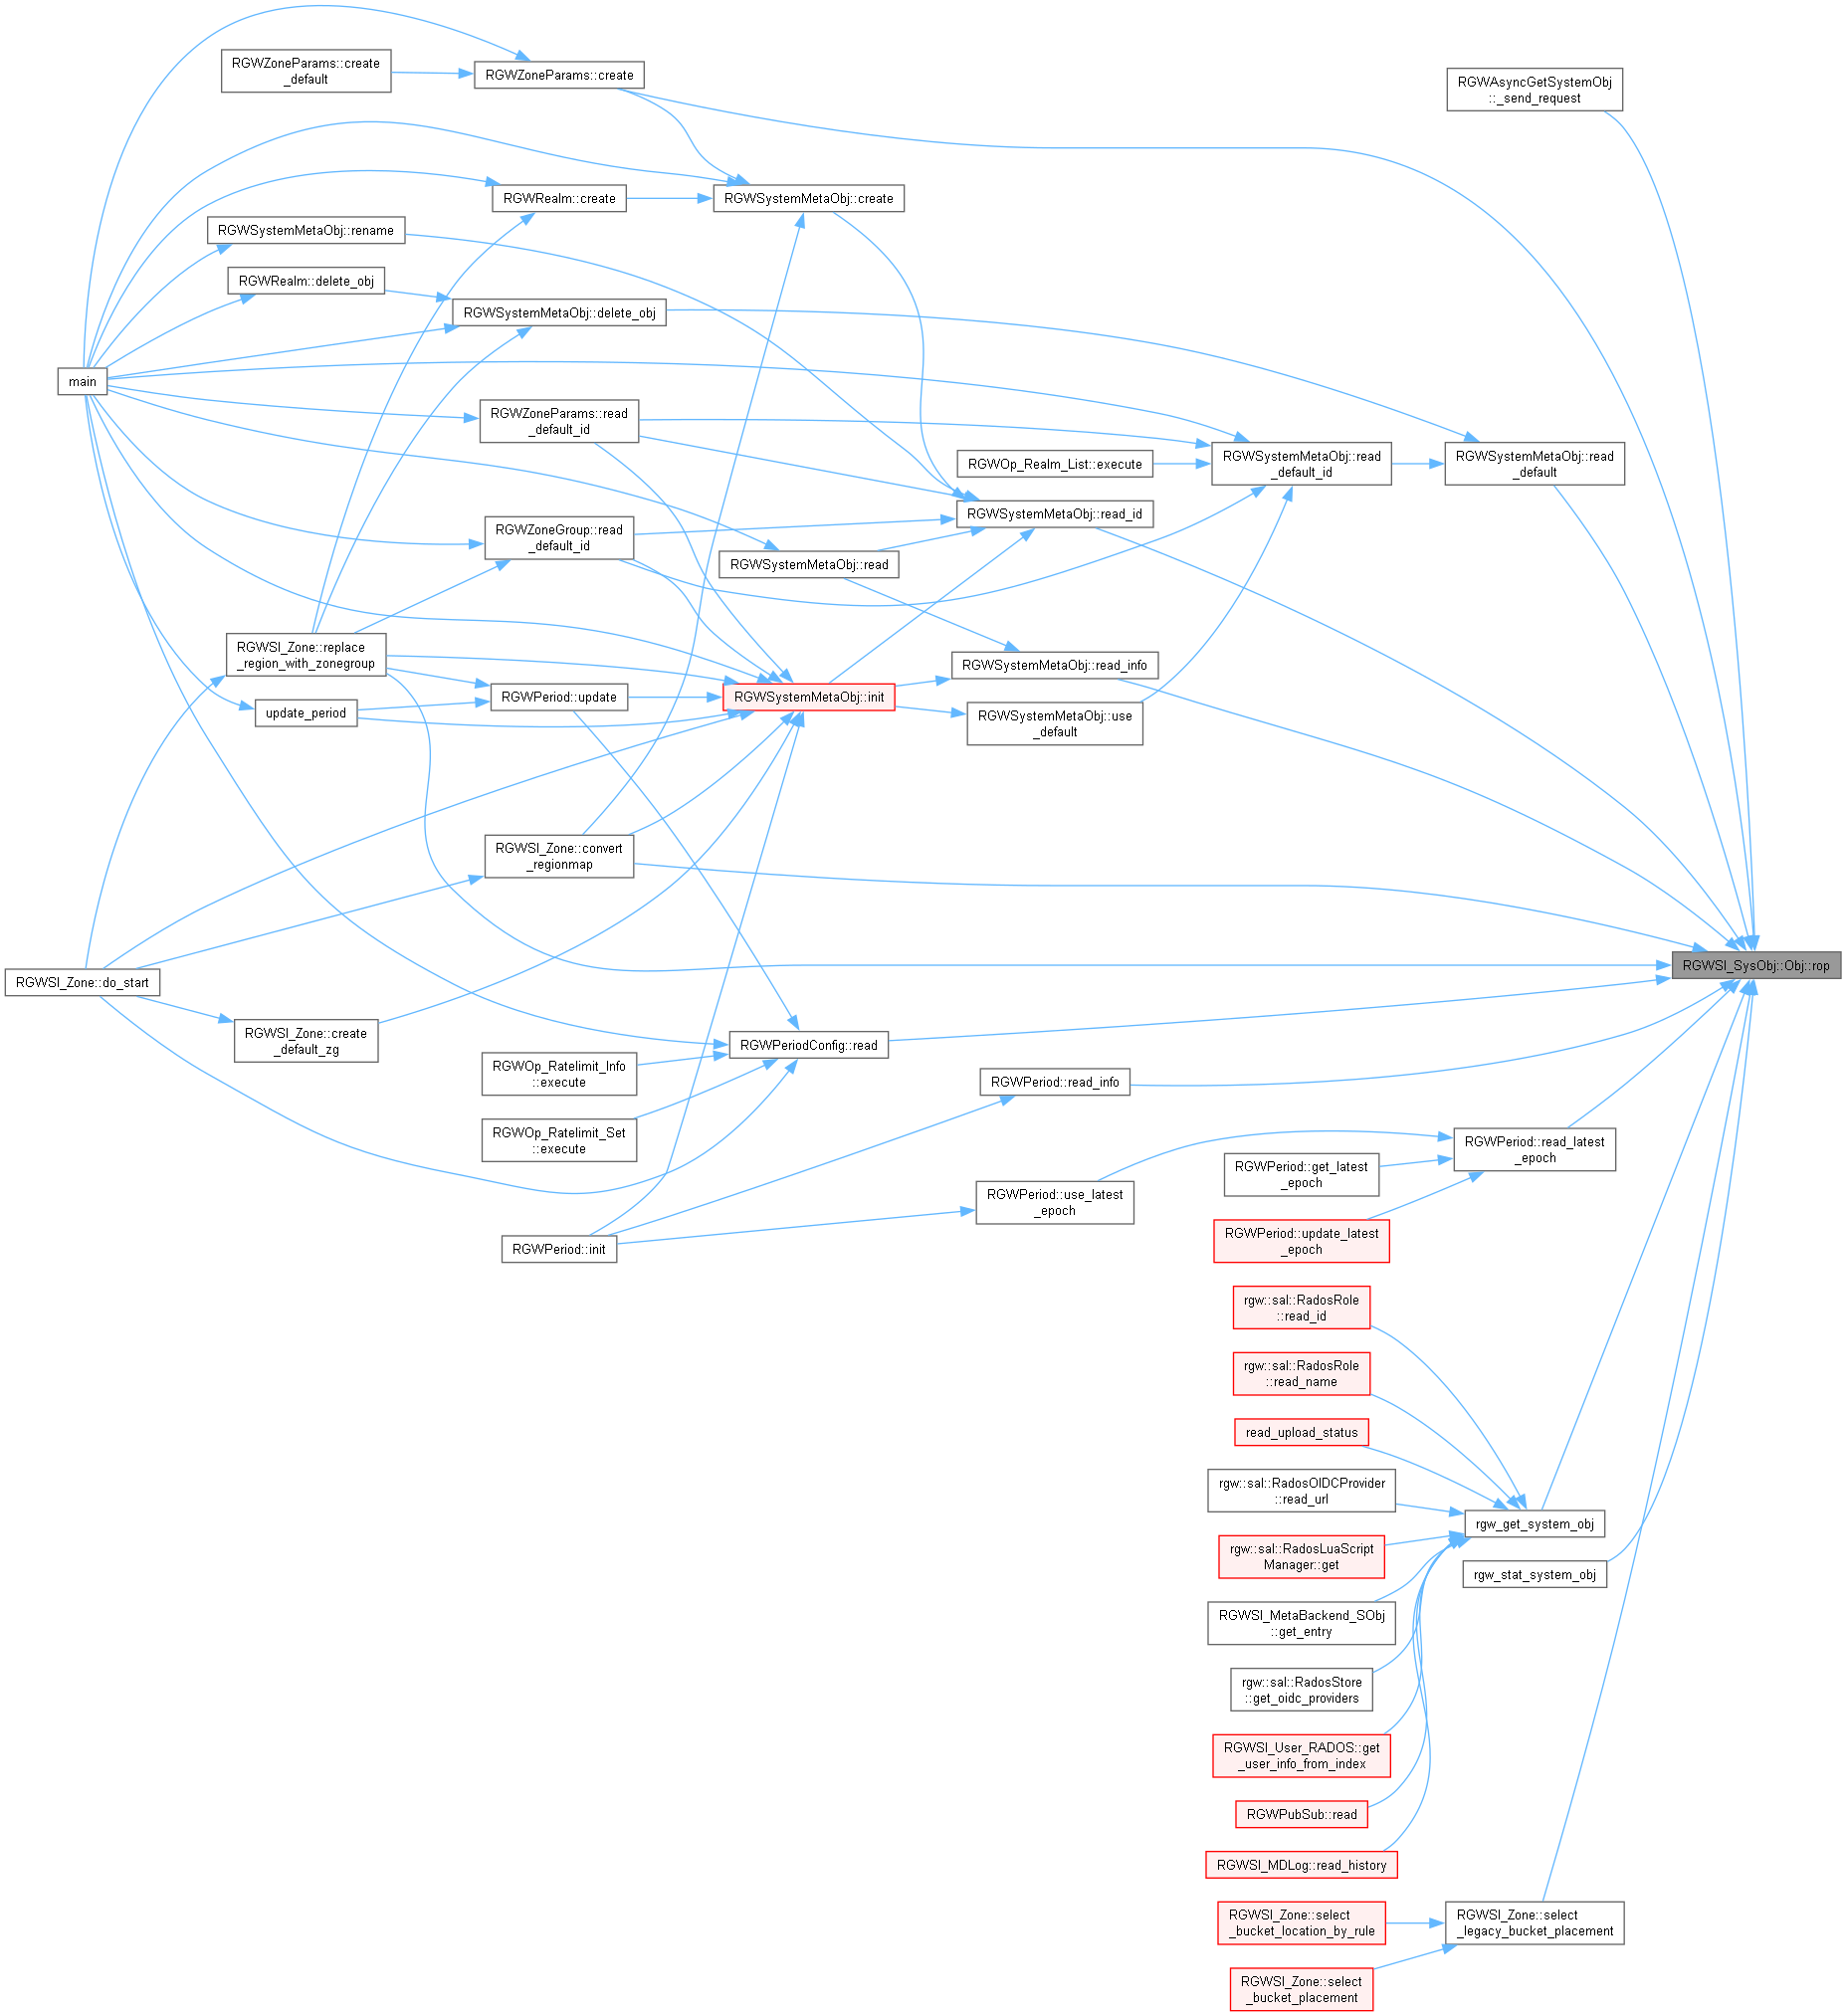 RGWZoneParams::create
_default
RGWZoneParams::create
RGWAsyncGetSystemObj
::_send_request
RGWRealm::create
RGWSystemMetaObj::create
RGWSystemMetaObj::rename
RGWRealm::delete_obj
RGWSystemMetaObj::delete_obj
main
RGWZoneParams::read
_default_id
RGWOp_Realm_List::execute
RGWSystemMetaObj::read
_default_id
RGWSystemMetaObj::read
_default
RGWSystemMetaObj::read_id
RGWZoneGroup::read
_default_id
RGWSystemMetaObj::read
RGWSI_Zone::replace
_region_with_zonegroup
RGWSystemMetaObj::read_info
RGWPeriod::update
RGWSystemMetaObj::init
update_period
RGWSystemMetaObj::use
_default
RGWSI_Zone::convert
_regionmap
RGWSI_SysObj::Obj::rop
RGWSI_Zone::do_start
RGWSI_Zone::create
_default_zg
RGWPeriodConfig::read
RGWOp_Ratelimit_Info
::execute
RGWPeriod::read_info
RGWOp_Ratelimit_Set
::execute
RGWPeriod::read_latest
_epoch
RGWPeriod::get_latest
_epoch
RGWPeriod::use_latest
_epoch
RGWPeriod::update_latest
_epoch
RGWPeriod::init
rgw::sal::RadosRole
::read_id
rgw::sal::RadosRole
::read_name
read_upload_status
rgw::sal::RadosOIDCProvider
::read_url
rgw_get_system_obj
rgw::sal::RadosLuaScript
Manager::get
rgw_stat_system_obj
RGWSI_MetaBackend_SObj
::get_entry
rgw::sal::RadosStore
::get_oidc_providers
RGWSI_User_RADOS::get
_user_info_from_index
RGWPubSub::read
RGWSI_MDLog::read_history
RGWSI_Zone::select
_bucket_location_by_rule
RGWSI_Zone::select
_legacy_bucket_placement
RGWSI_Zone::select
_bucket_placement